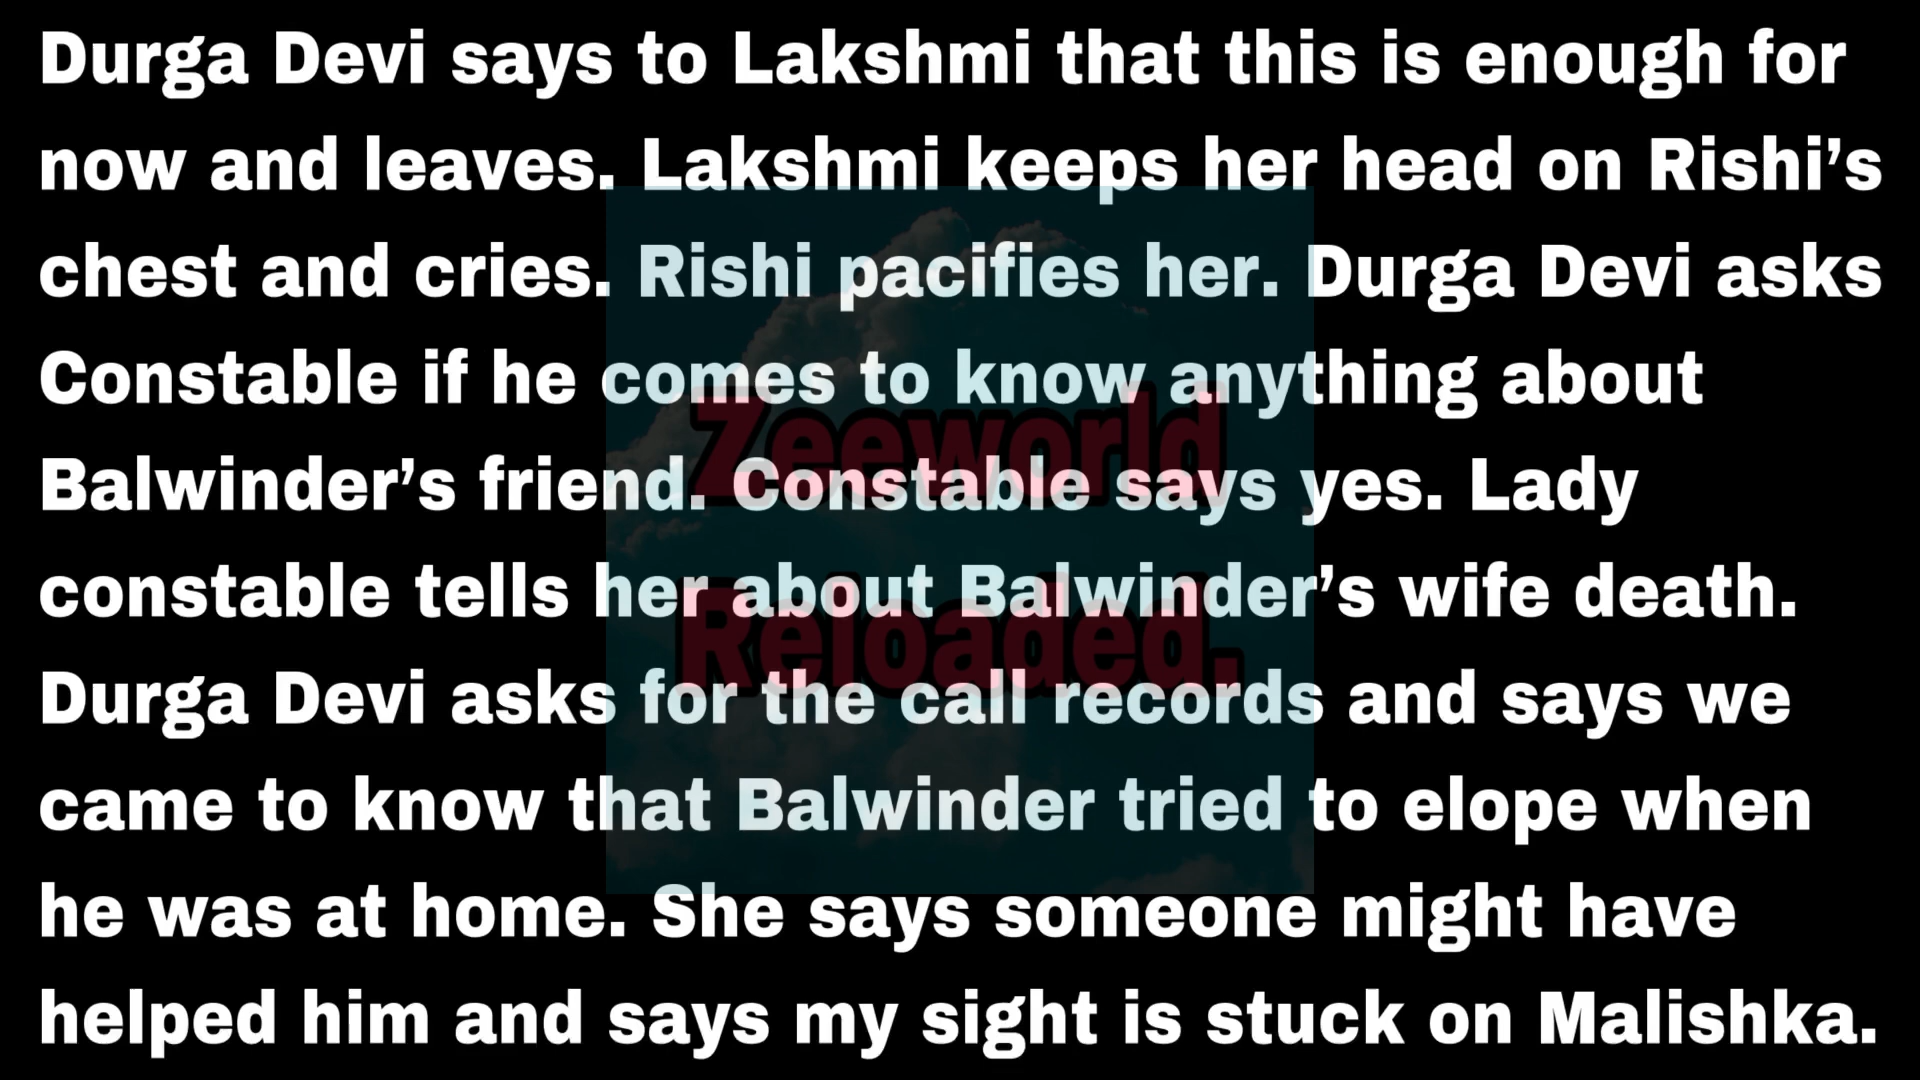 Durga Devi says to Lakshmi that this is enough for
now and leaves. Lakshmi keeps her head on Rishi’s
chest and cries. Rishi pacifies her. Durga Devi asks
Constable if he comes to know anything about
Balwinder’s friend. Constable says yes. Lady
constable tells her about Balwinder’s wife death.
Durga Devi asks for the call records and says we
came to know that Balwinder tried to elope when
he was at home. She says someone might have
helped him and says my sight is stuck on Malishka.
Zeeworld
Reloaded.